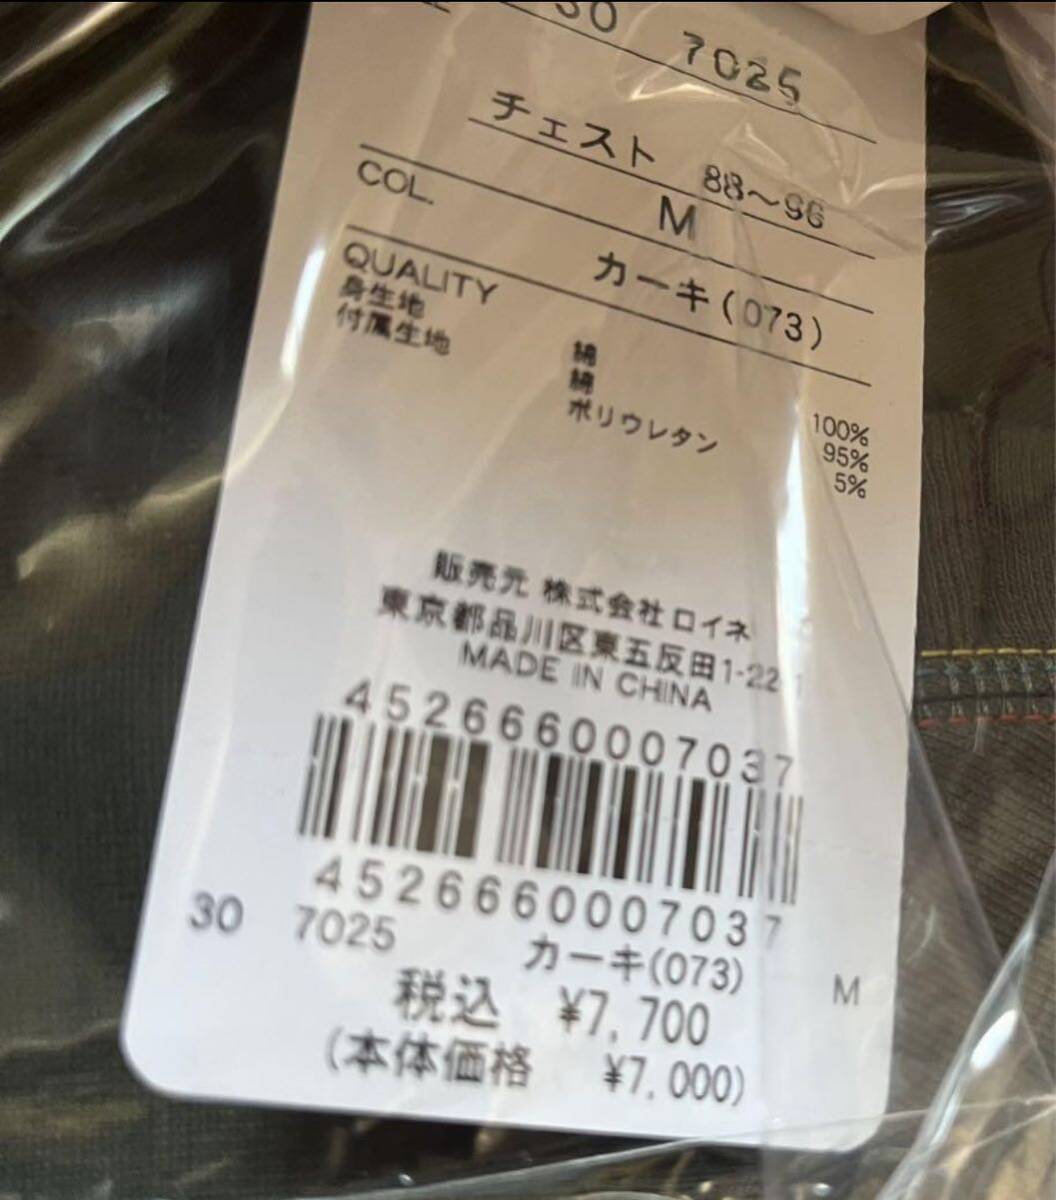 30 7025
チェスト 88～96
M
COL. カーキ(073)
QUALITY
身生地 綿 100%
付属生地 綿 95%
ポリウレタン 5%
販売元 株式会社ロイネ
東京都品川区東五反田1-22-1
MADE IN CHINA
4526660007037
4526660007037
30 7025 カーキ(073) M
税込 ¥7,700
(本体価格 ¥7,000)